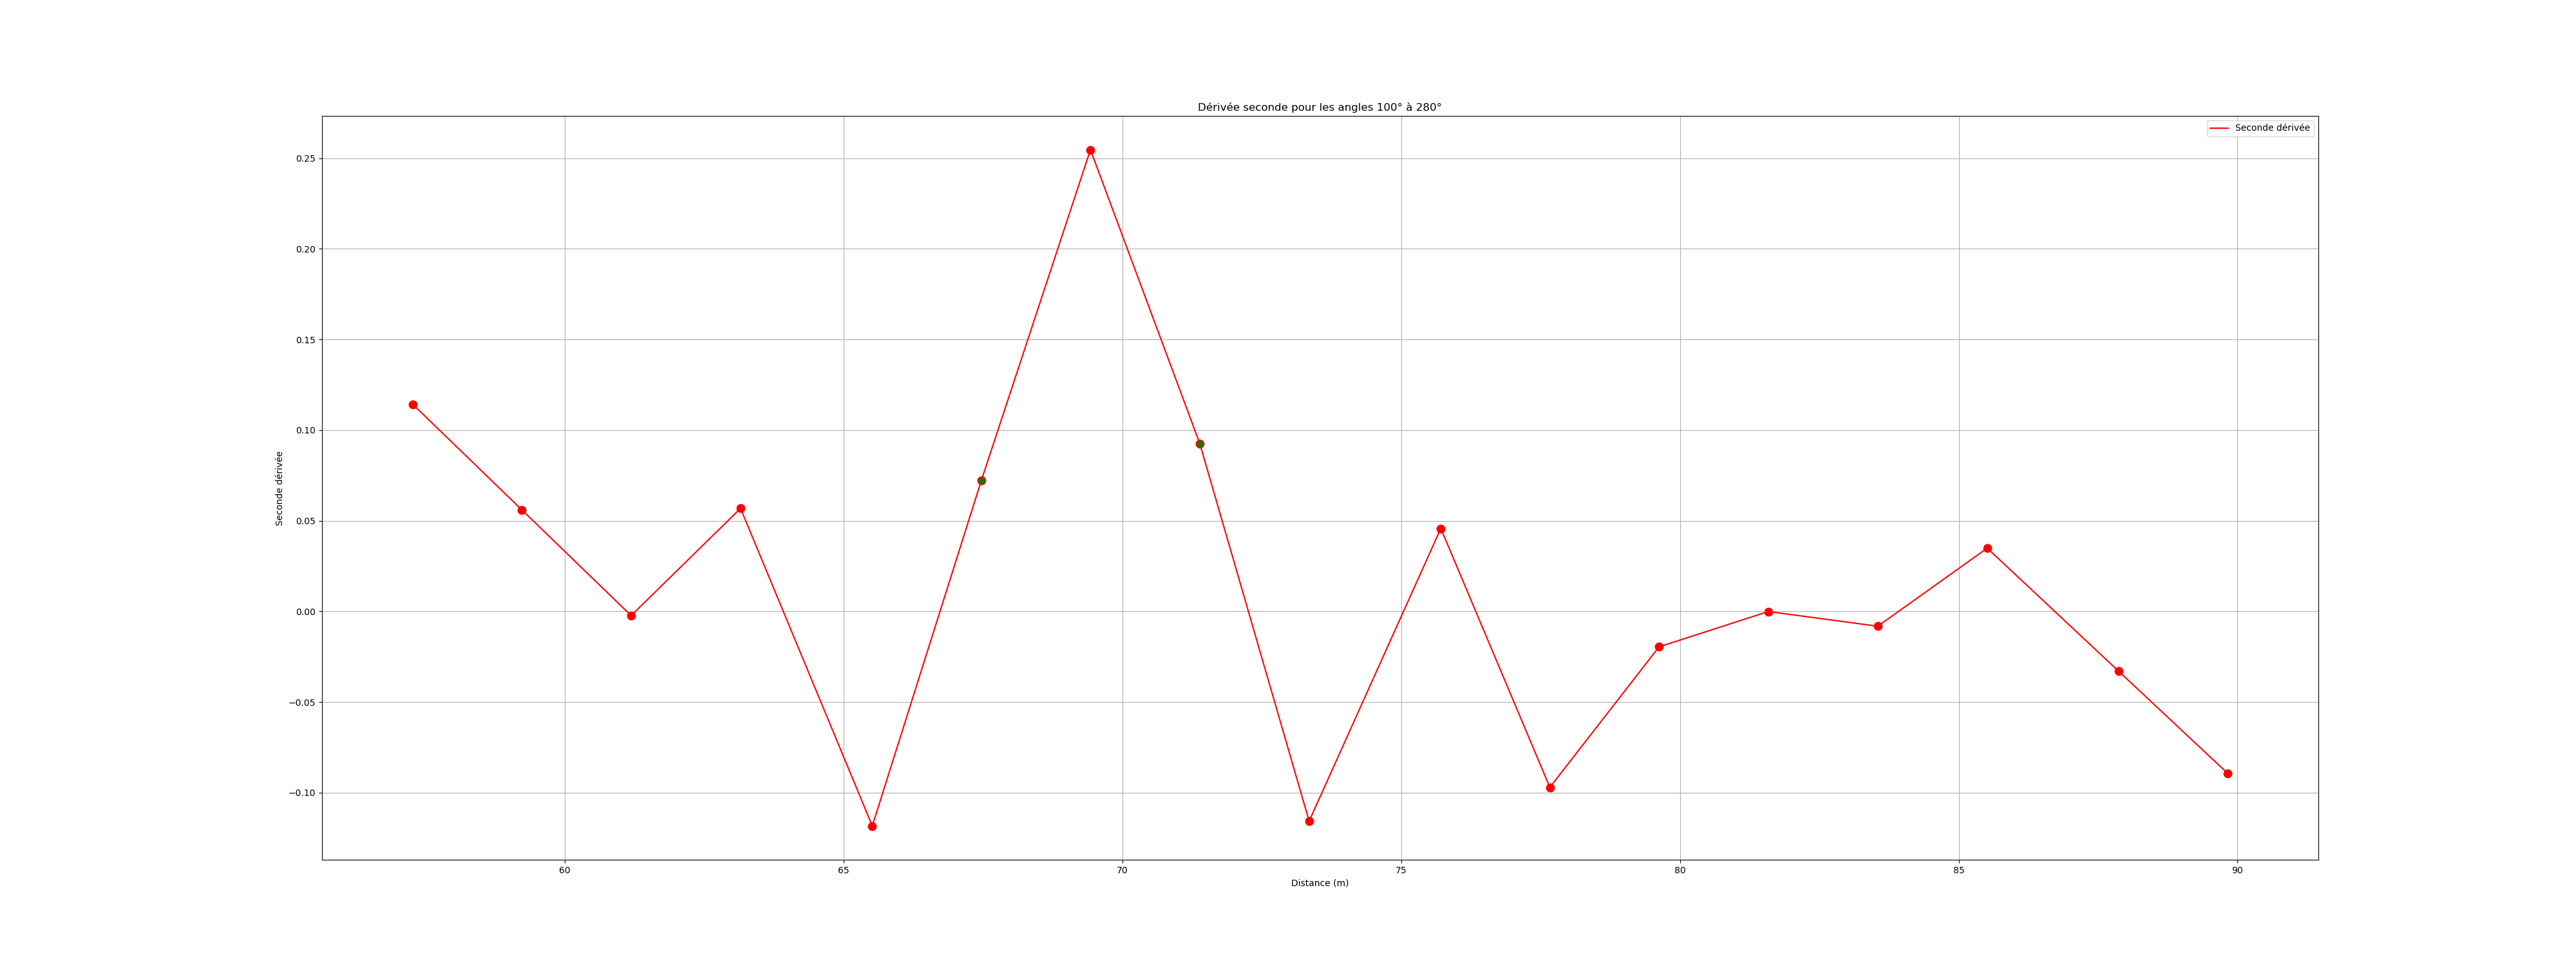 Dérivée seconde pour les angles 100° à 280°
Seconde dérivée
0.25
0.20
0.15
0.10
0.05
0.00
−0.05
−0.10
Seconde dérivée
60 65 70 75 80 85 90
Distance (m)